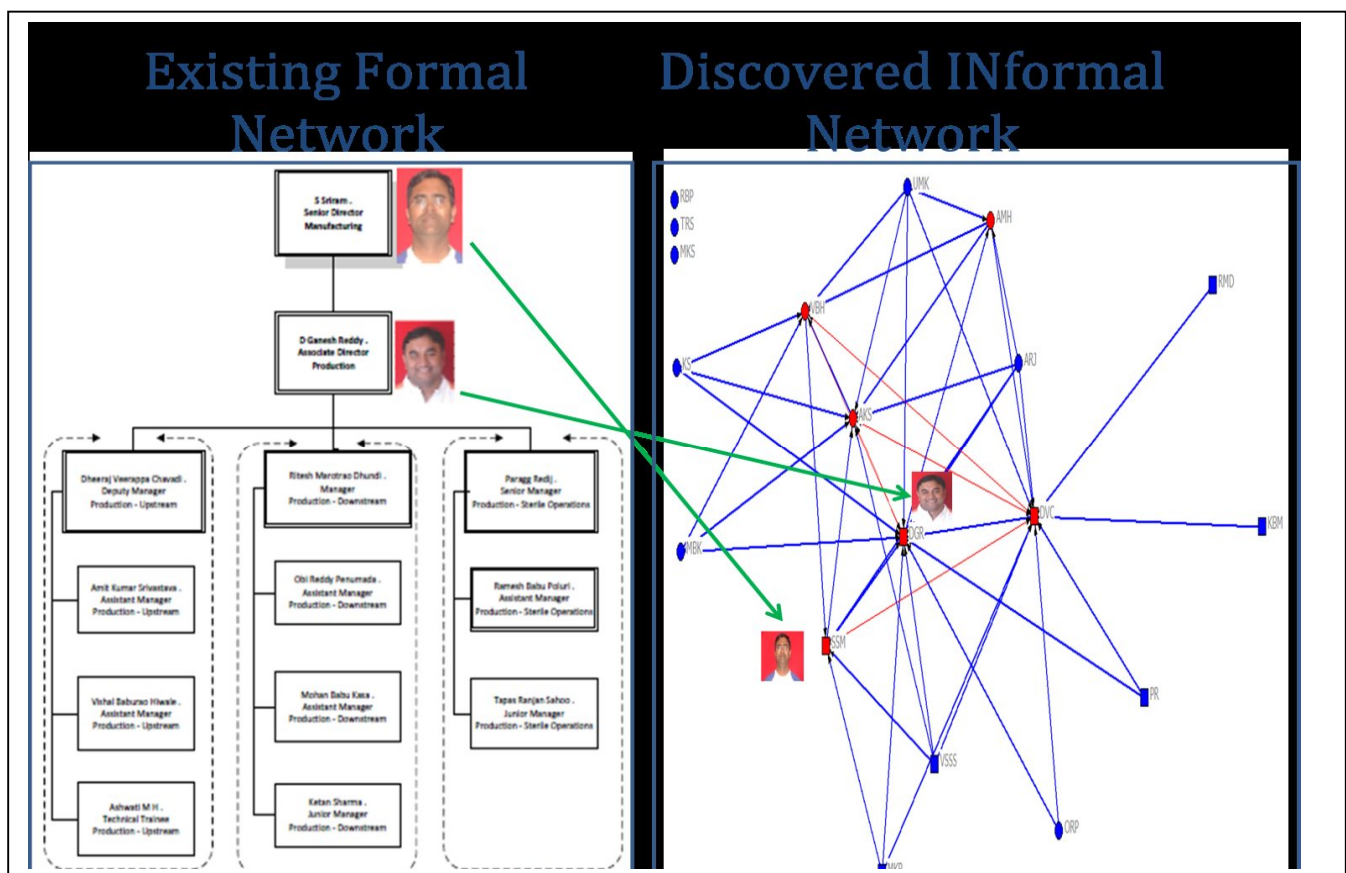 Existing Formal
Network
Discovered INformal
Network
S Sriram .
Senior Director
Manufacturing
D Ganesh Reddy .
Associate Director
Production
Dheeraj Veerappa Chavadi .
Deputy Manager
Production - Upstream
Amit Kumar Srivastava .
Assistant Manager
Production - Upstream
Vishal Baburao Hiwale .
Assistant Manager
Production - Upstream
Ashwati M H .
Technical Trainee
Production - Upstream
Ritesh Marotrao Dhundi .
Manager
Production - Downstream
Obi Reddy Penumada .
Assistant Manager
Production - Downstream
Mohan Babu Kasa .
Assistant Manager
Production - Downstream
Ketan Sharma .
Junior Manager
Production - Downstream
Paragg Redij .
Senior Manager
Production - Sterile Operations
Ramesh Babu Poluri .
Assistant Manager
Production - Sterile Operations
Tapas Ranjan Sahoo .
Junior Manager
Production - Sterile Operations
RBP
TRS
MKS
UMK
AMH
RMD
VBH
KS
ARJ
AKS
DVC
KBM
DGR
MBK
SSM
PR
VSSS
ORP